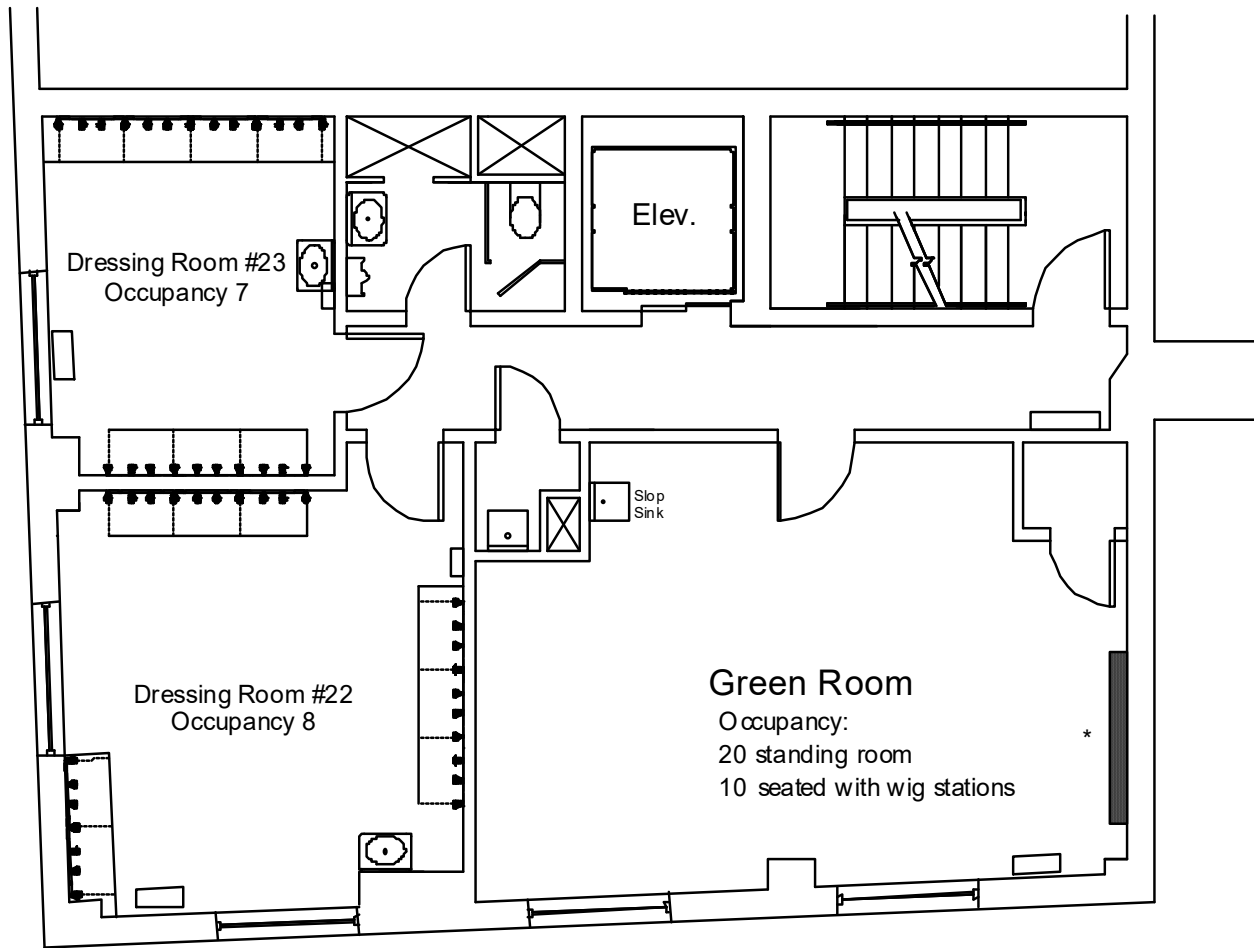 Elev.
Dressing Room #23
Occupancy 7
Slop
Sink
Dressing Room #22
Occupancy 8
Green Room
Occupancy:
20 standing room
*
10 seated with wig stations